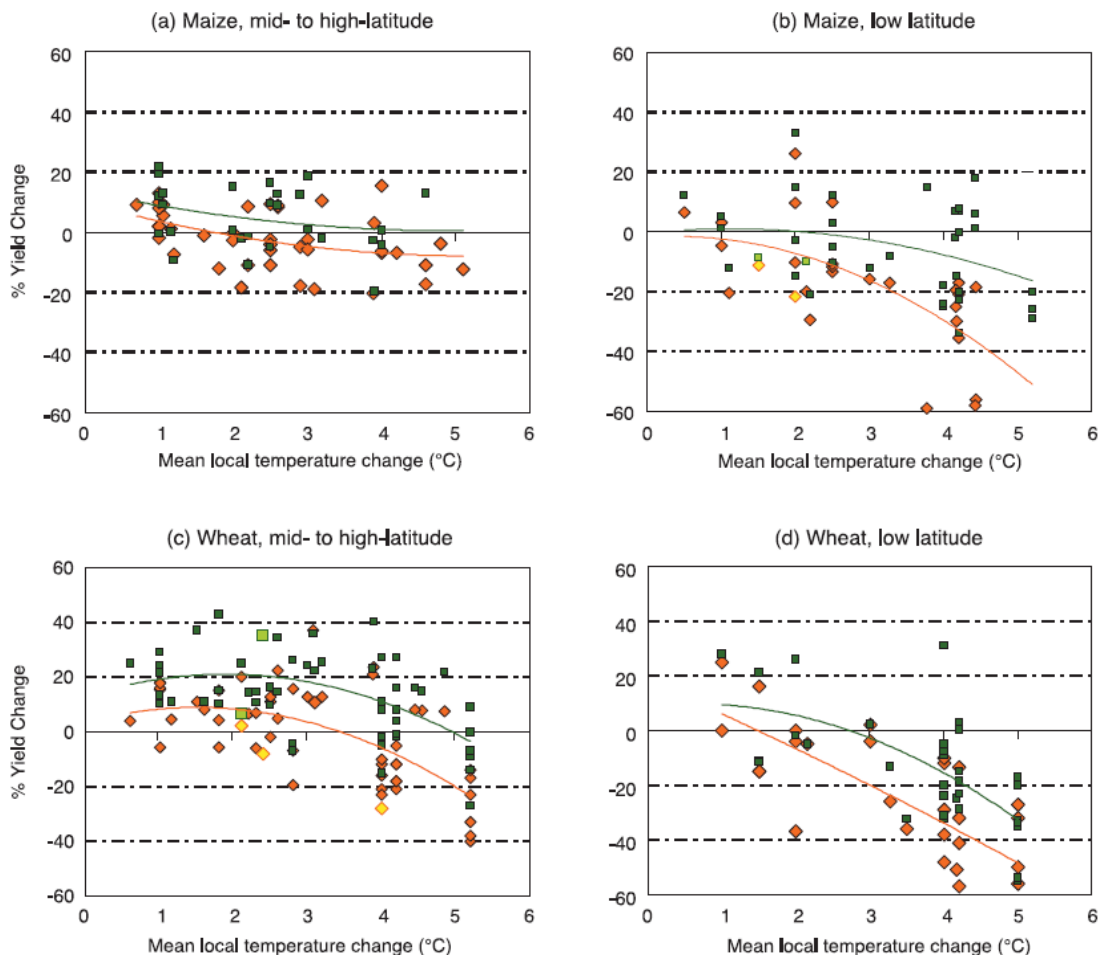 (a) Maize, mid- to high-latitude
60
40
20
0
-20
-40
-60
% Yield Change
0 1 2 3 4 5 6
Mean local temperature change (°C)
(b) Maize, low latitude
60
40
20
0
-20
-40
-60
0 1 2 3 4 5 6
Mean local temperature change (°C)
(c) Wheat, mid- to high-latitude
60
40
20
0
-20
-40
-60
% Yield Change
0 1 2 3 4 5 6
Mean local temperature change (°C)
(d) Wheat, low latitude
60
40
20
0
-20
-40
-60
0 1 2 3 4 5 6
Mean local temperature change (°C)